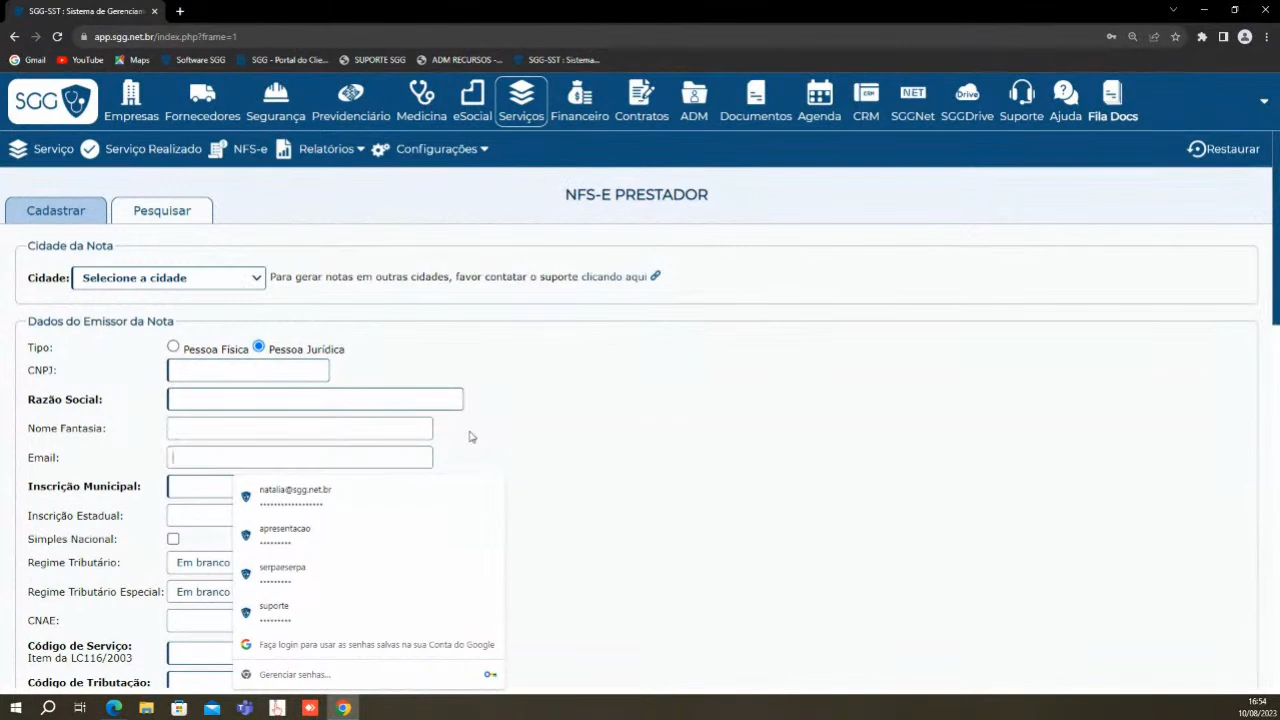 SGG-SST : Sistema de Gerenciam
app.sgg.net.br/index.php?frame=1
Gmail YouTube Maps Software SGG SGG - Portal do Clie... SUPORTE SGG ADM RECURSOS -... SGG-SST : Sistema...
SGG Empresas Fornecedores Segurança Previdenciário Medicina eSocial Serviços Financeiro Contratos ADM Documentos Agenda CRM SGGNet SGGDrive Suporte Ajuda Fila Docs
CRM NET Drive
Serviço Serviço Realizado NFS-e Relatórios Configurações Restaurar
NFS-E PRESTADOR
Cadastrar Pesquisar
Cidade da Nota
Cidade: Selecione a cidade Para gerar notas em outras cidades, favor contatar o suporte clicando aqui
Dados do Emissor da Nota
Tipo: Pessoa Física Pessoa Jurídica
CNPJ:
Razão Social:
Nome Fantasia:
Email:
Inscrição Municipal:
Inscrição Estadual:
Simples Nacional:
Regime Tributário: Em branco
Regime Tributário Especial: Em branco
CNAE:
Código de Serviço:
Item da LC116/2003
Código de Tributação:
natalia@sgg.net.br
••••••••••••••••••
apresentacao
•••••••••
serpaeserpa
•••••••••
suporte
•••••••••
Faça login para usar as senhas salvas na sua Conta do Google
Gerenciar senhas...
16:54
10/08/2023